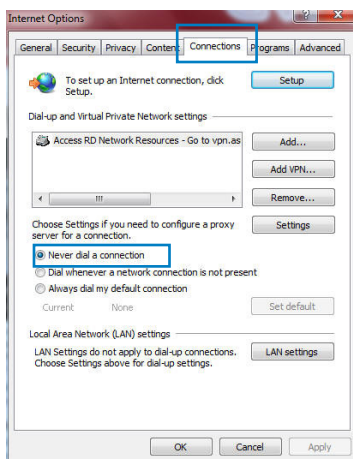 Internet Options
General Security Privacy Content Connections Programs Advanced
To set up an Internet connection, click
Setup.
Setup
Dial-up and Virtual Private Network settings
Access RD Network Resources - Go to vpn.as
Add...
Add VPN...
Remove...
Choose Settings if you need to configure a proxy
server for a connection.
Settings
Never dial a connection
Dial whenever a network connection is not present
Always dial my default connection
Current None
Set default
Local Area Network (LAN) settings
LAN Settings do not apply to dial-up connections.
Choose Settings above for dial-up settings.
LAN settings
OK Cancel Apply